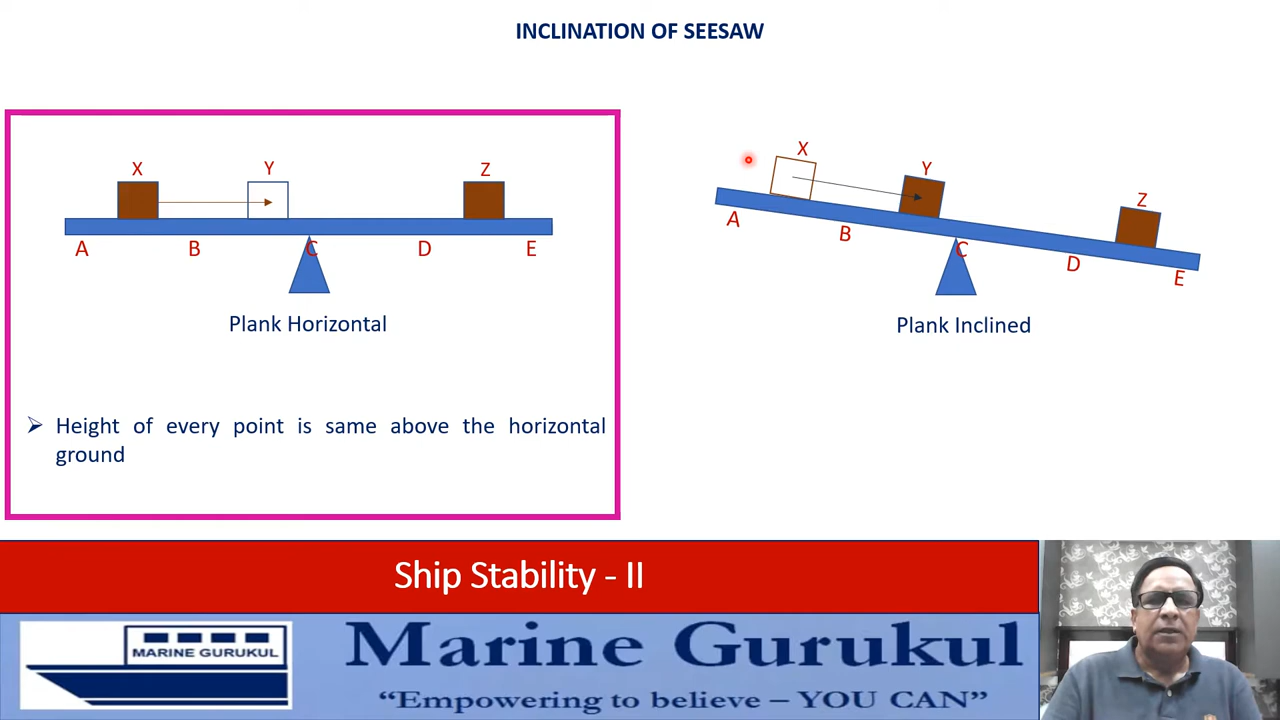 INCLINATION OF SEESAW
X Y Z
A B C D E
Plank Horizontal
➢ Height of every point is same above the horizontal
ground
X
Y
Z
A
B
C
D
E
Plank Inclined
Ship Stability - II
MARINE GURUKUL
Marine Gurukul
“Empowering to believe – YOU CAN”